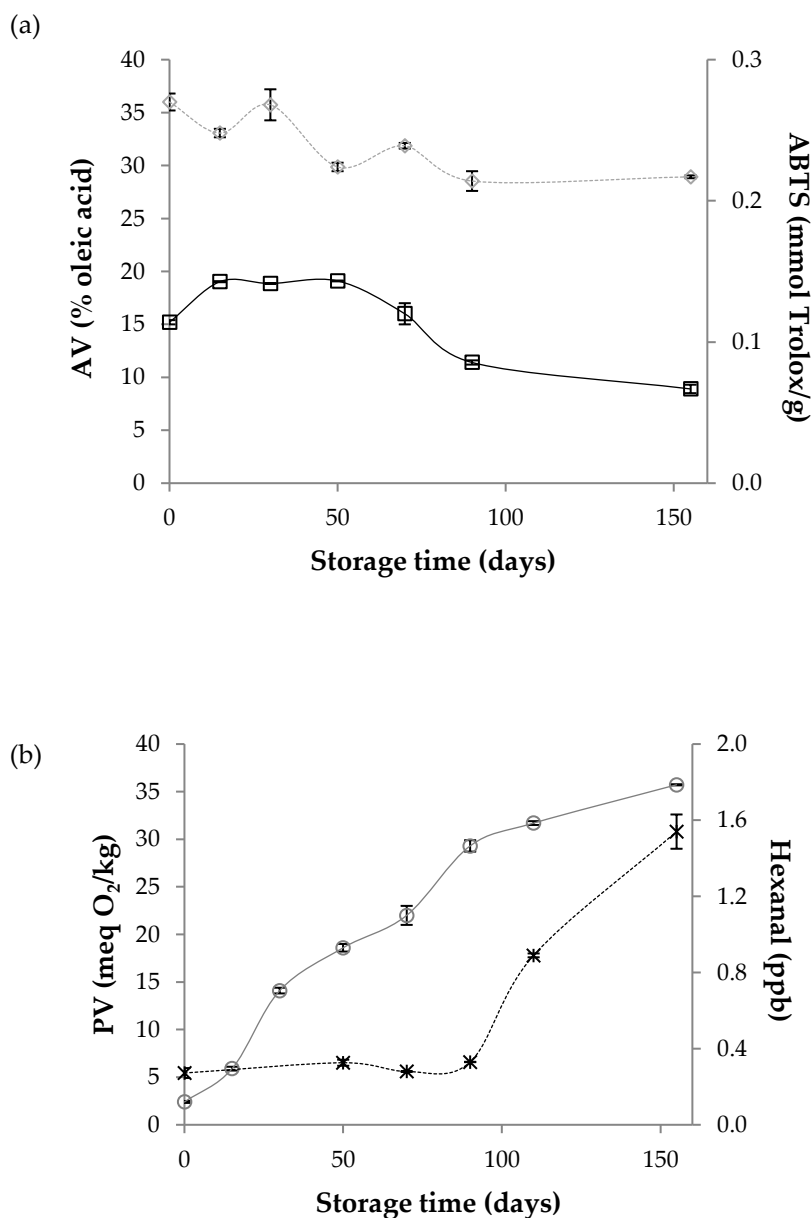 (a)
AV (% oleic acid)
40
35
30
25
20
15
10
5
0
0.3
0.2
0.1
0.0
ABTS (mmol Trolox/g)
0 50 100 150
Storage time (days)
(b)
PV (meq O₂/kg)
40
35
30
25
20
15
10
5
0
2.0
1.6
1.2
0.8
0.4
0.0
Hexanal (ppb)
0 50 100 150
Storage time (days)